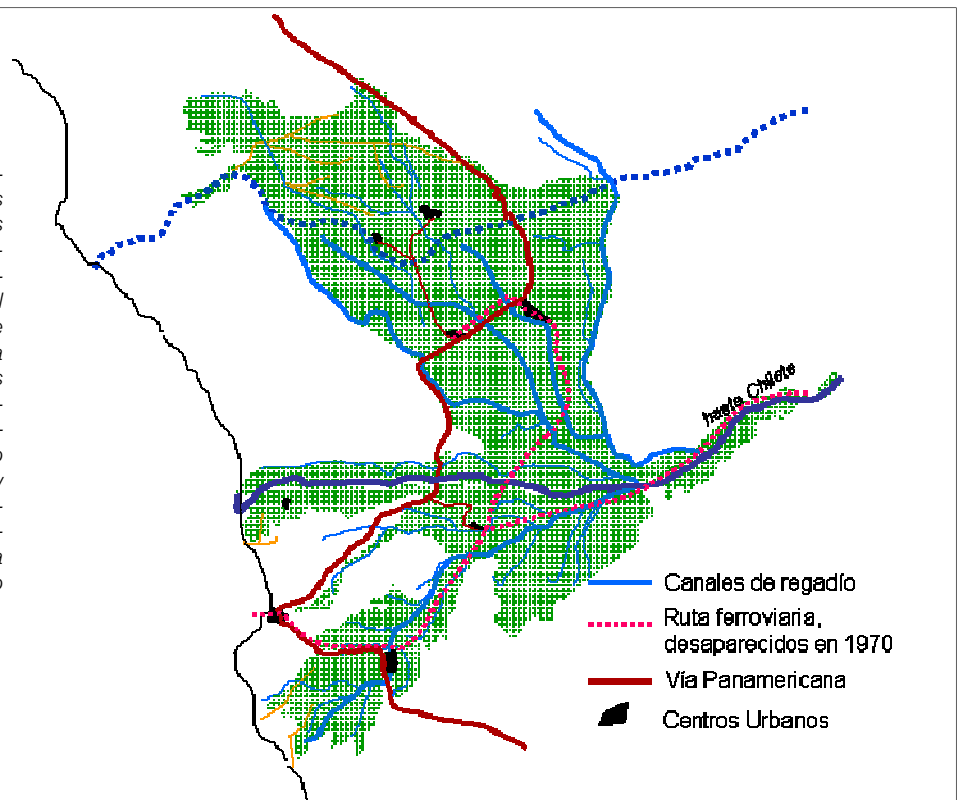 hasta Chilete
Canales de regadío
Ruta ferroviaria,
desaparecidos en 1970
Vía Panamericana
Centros Urbanos